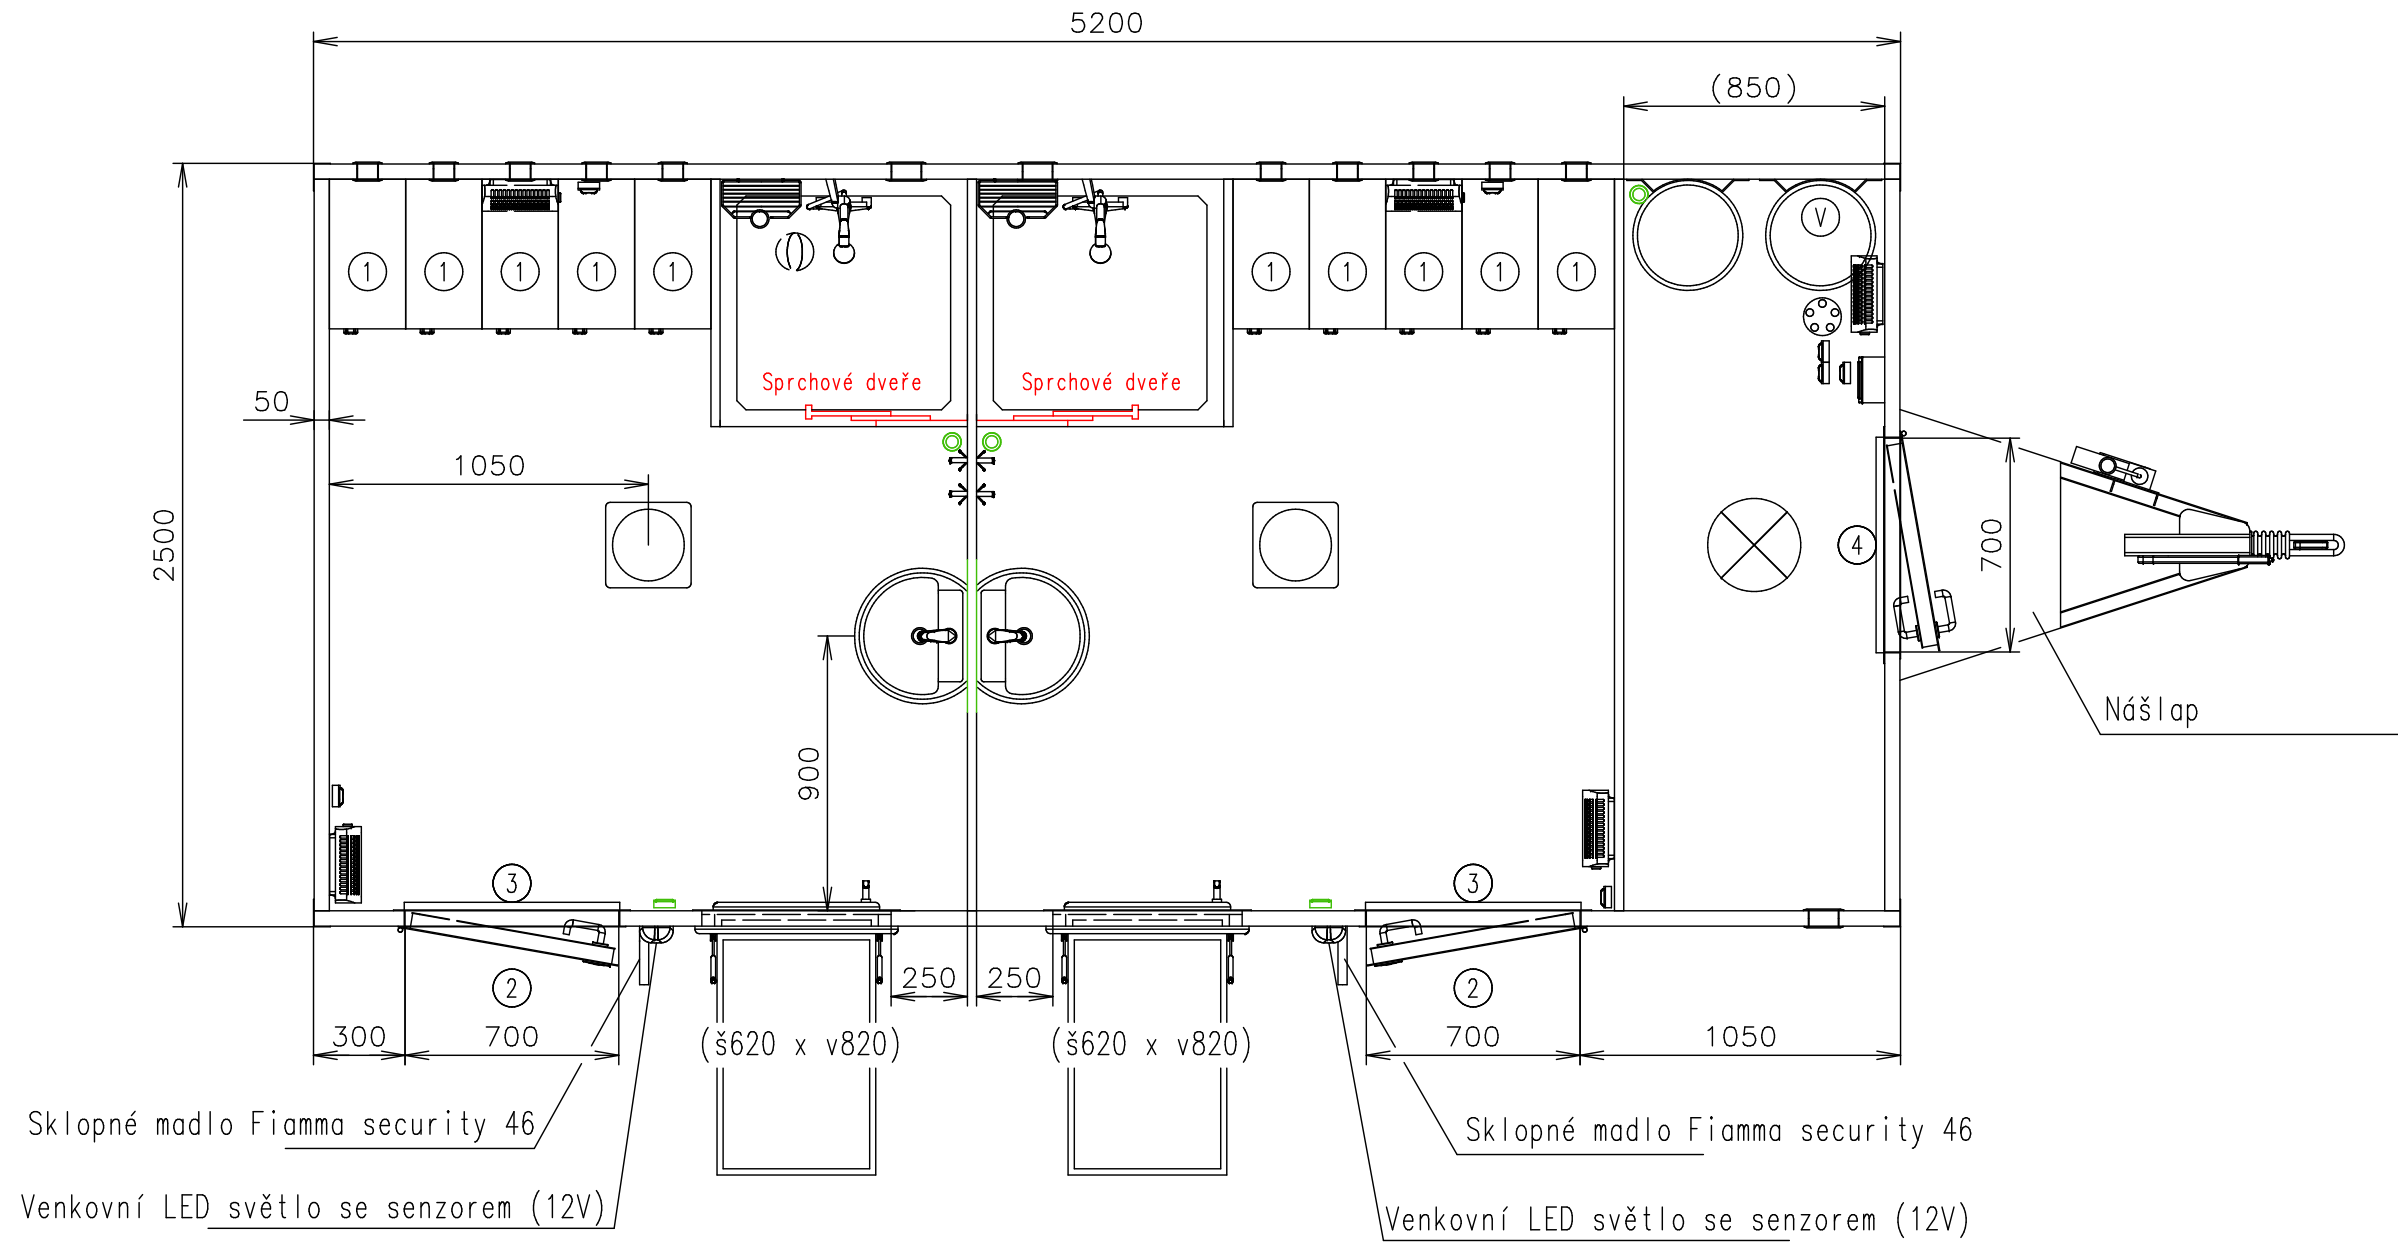 5200
(850)
V
1 1 1 1 1 1 1 1 1 1
Sprchové dveře Sprchové dveře
50
1050
2500
4
700
Nášlap
900
3 3
2 2
250 250
300 700 (š620 x v820) (š620 x v820) 700 1050
Sklopné madlo Fiamma security 46
Sklopné madlo Fiamma security 46
Venkovní LED světlo se senzorem (12V)
Venkovní LED světlo se senzorem (12V)